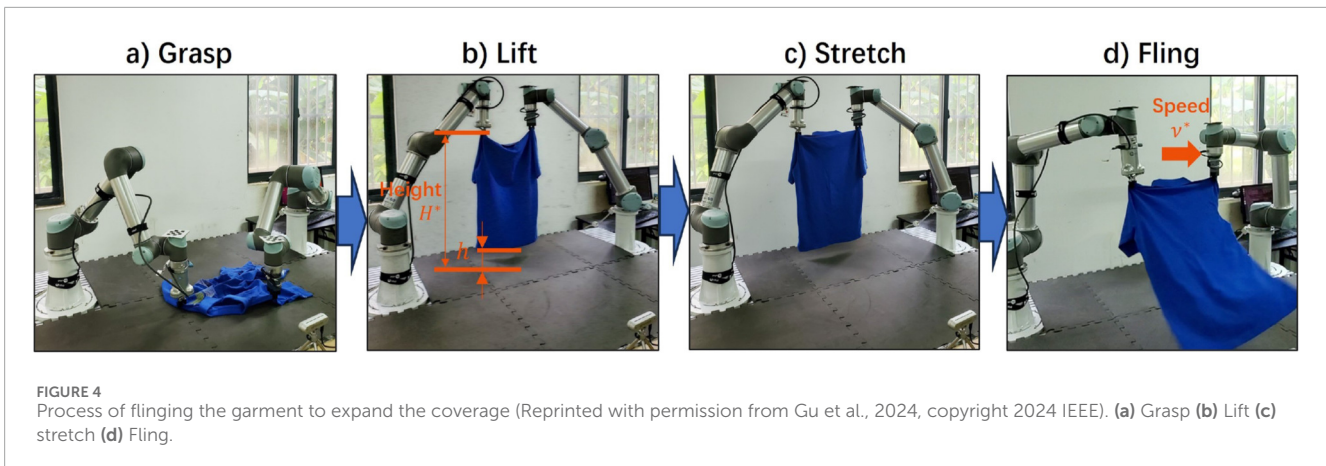 a) Grasp
b) Lift
c) Stretch
d) Fling
Height
H*
h
Speed
v*
FIGURE 4
Process of flinging the garment to expand the coverage (Reprinted with permission from Gu et al., 2024, copyright 2024 IEEE). (a) Grasp (b) Lift (c)
stretch (d) Fling.